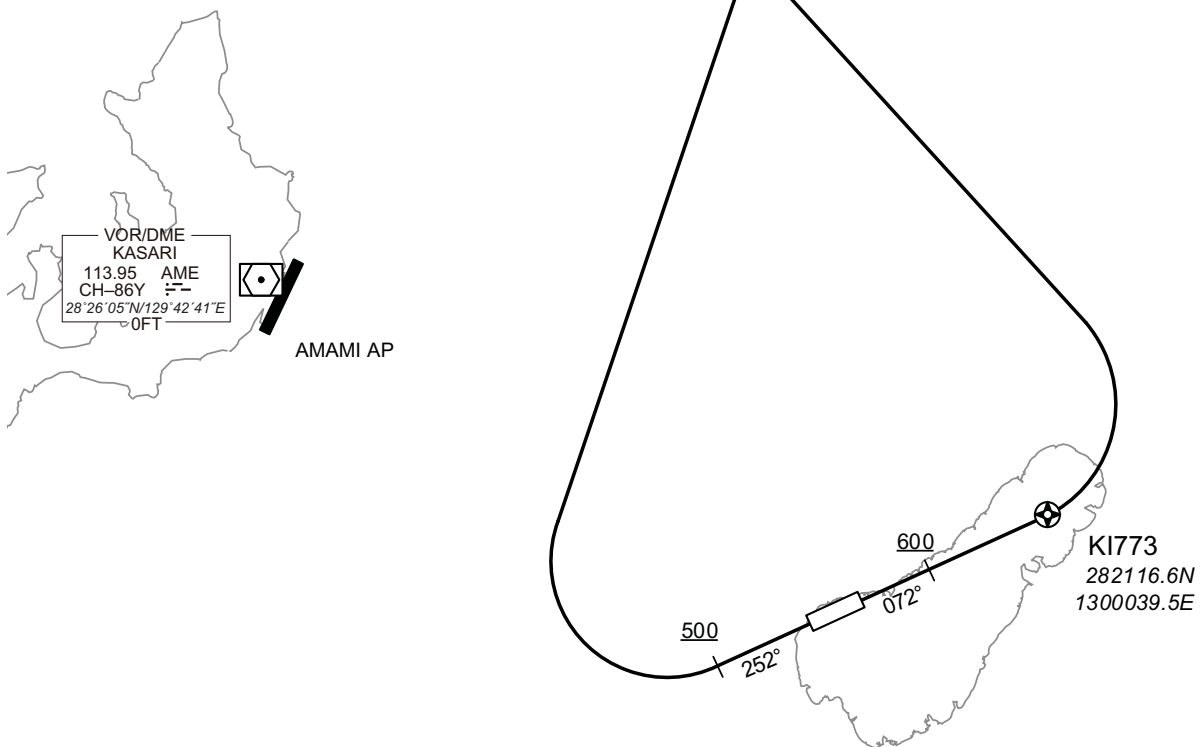 VOR/DME
KASARI
113.95 AME
CH–86Y
28°26′05″N/129°42′41″E
0FT
AMAMI AP
600
072°
500
252°
KI773
282116.6N
1300039.5E